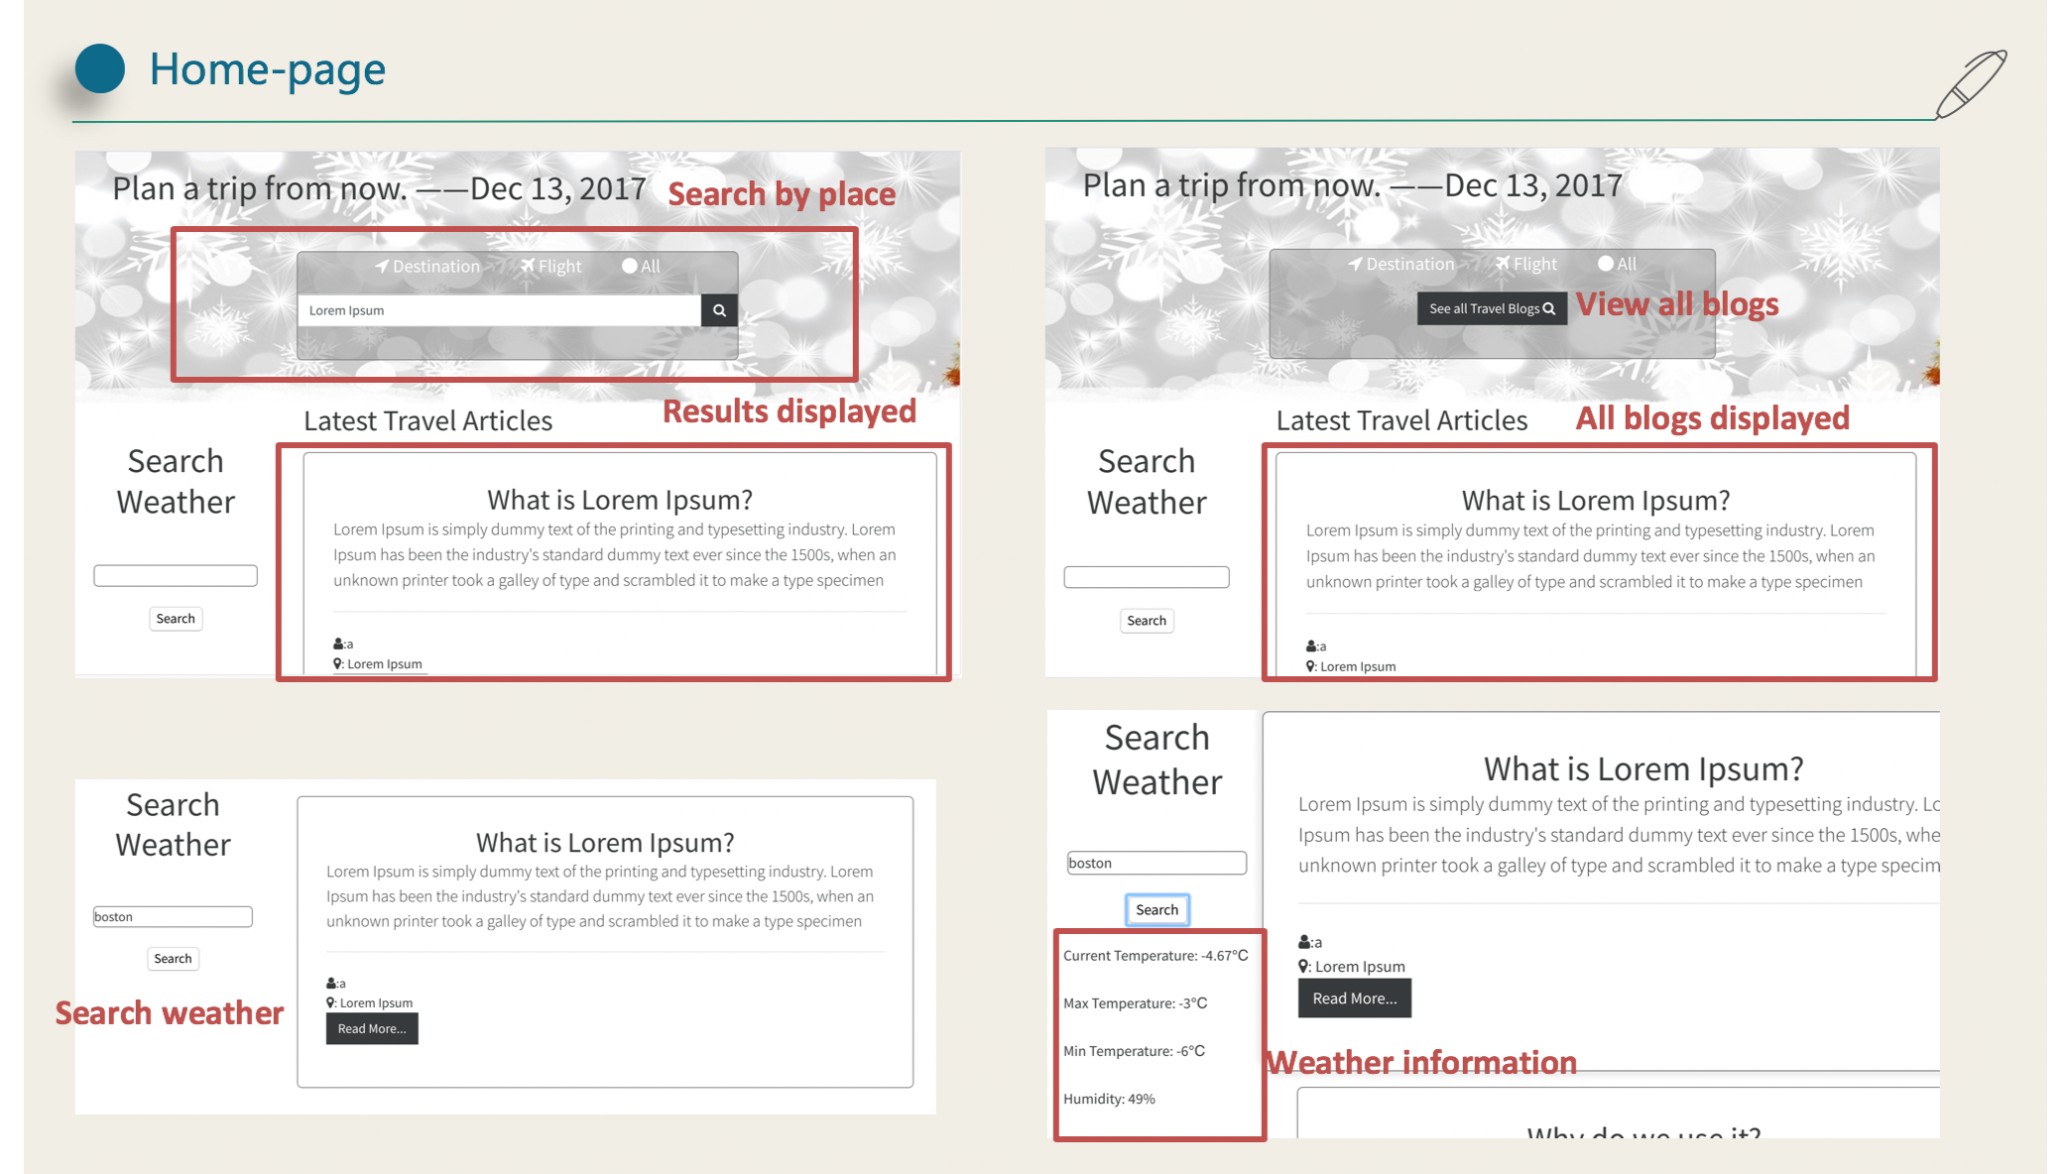 Home-page
Plan a trip from now. ——Dec 13, 2017
Search by place
Destination Flight All
Lorem Ipsum
Results displayed
Latest Travel Articles
Search
Weather
Search
What is Lorem Ipsum?
Lorem Ipsum is simply dummy text of the printing and typesetting industry. Lorem
Ipsum has been the industry's standard dummy text ever since the 1500s, when an
unknown printer took a galley of type and scrambled it to make a type specimen
:a
: Lorem Ipsum
Plan a trip from now. ——Dec 13, 2017
Destination Flight All
See all Travel Blogs
View all blogs
Latest Travel Articles
All blogs displayed
Search
Weather
Search
What is Lorem Ipsum?
Lorem Ipsum is simply dummy text of the printing and typesetting industry. Lorem
Ipsum has been the industry's standard dummy text ever since the 1500s, when an
unknown printer took a galley of type and scrambled it to make a type specimen
:a
: Lorem Ipsum
Search
Weather
boston
Search
Search weather
What is Lorem Ipsum?
Lorem Ipsum is simply dummy text of the printing and typesetting industry. Lorem
Ipsum has been the industry's standard dummy text ever since the 1500s, when an
unknown printer took a galley of type and scrambled it to make a type specimen
:a
: Lorem Ipsum
Read More...
Search
Weather
boston
Search
Current Temperature: -4.67°C
Max Temperature: -3°C
Min Temperature: -6°C
Humidity: 49%
Weather information
What is Lorem Ipsum?
Lorem Ipsum is simply dummy text of the printing and typesetting industry. Lo
Ipsum has been the industry's standard dummy text ever since the 1500s, whe
unknown printer took a galley of type and scrambled it to make a type specim
:a
: Lorem Ipsum
Read More...
Why do we use it?